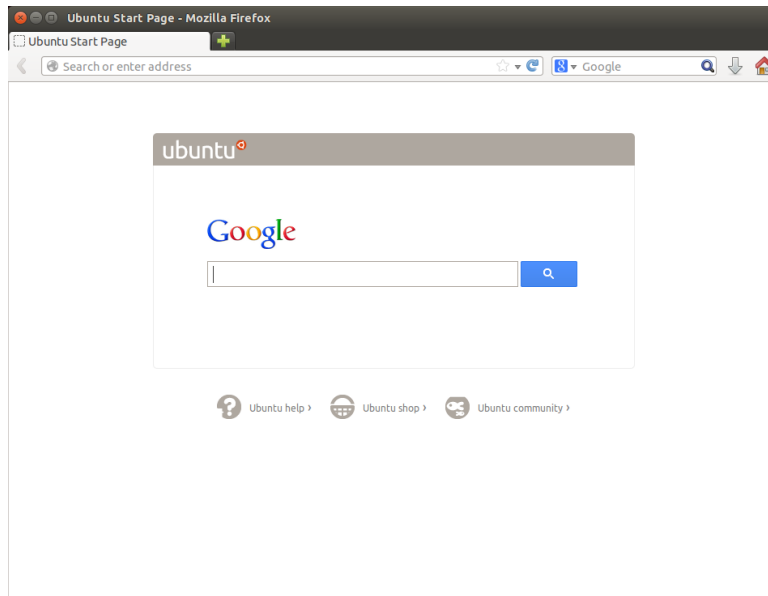 Ubuntu Start Page - Mozilla Firefox
Ubuntu Start Page
Search or enter address
8 Google
ubuntu
Google
Ubuntu help › Ubuntu shop › Ubuntu community ›